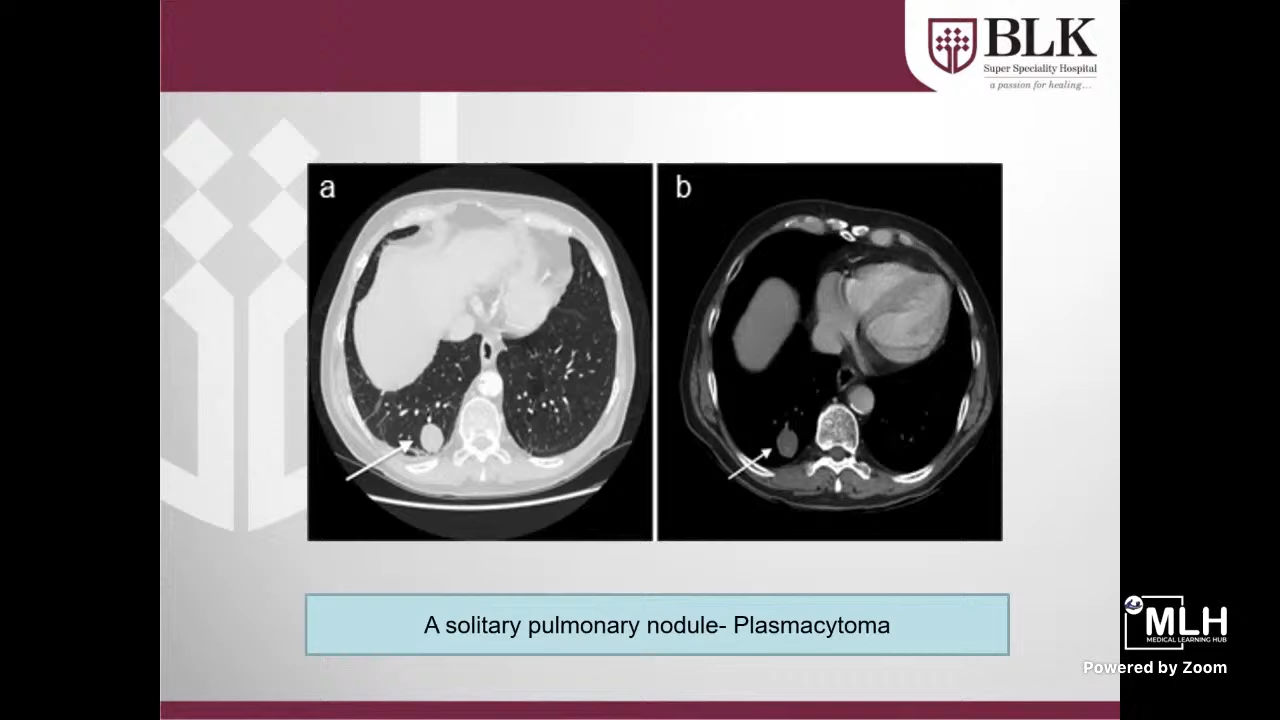 BLK
Super Speciality Hospital
a passion for healing...
a
b
A solitary pulmonary nodule- Plasmacytoma
MLH
MEDICAL LEARNING HUB
Powered by Zoom